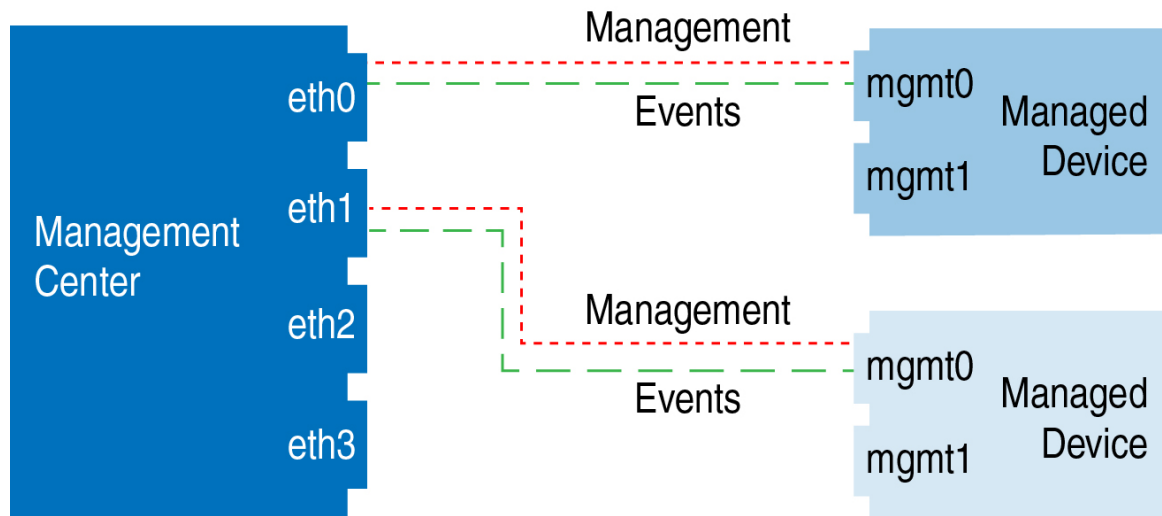 Management
Center
eth0
eth1
eth2
eth3
Management
Events
mgmt0
mgmt1
Managed
Device
Management
Events
mgmt0
mgmt1
Managed
Device